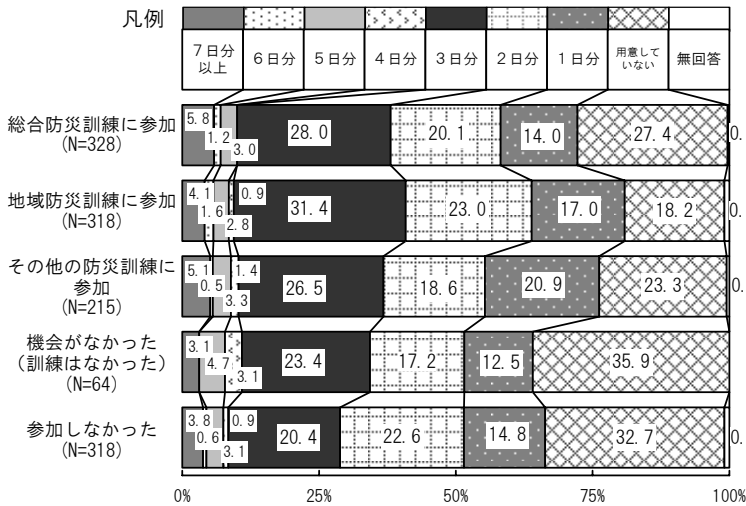 凡例
7日分以上
6日分
5日分
4日分
3日分
2日分
1日分
用意していない
無回答
総合防災訓練に参加
(N=328)
5.8
1.2
3.0
28.0
20.1
14.0
27.4
0.
地域防災訓練に参加
(N=318)
4.1
1.6
2.8
0.9
31.4
23.0
17.0
18.2
0.
その他の防災訓練に
参加
(N=215)
5.1
0.5
3.3
1.4
26.5
18.6
20.9
23.3
0.
機会がなかった
(訓練はなかった)
(N=64)
3.1
4.7
3.1
23.4
17.2
12.5
35.9
参加しなかった
(N=318)
3.8
0.6
3.1
0.9
20.4
22.6
14.8
32.7
0.
0%
25%
50%
75%
100%